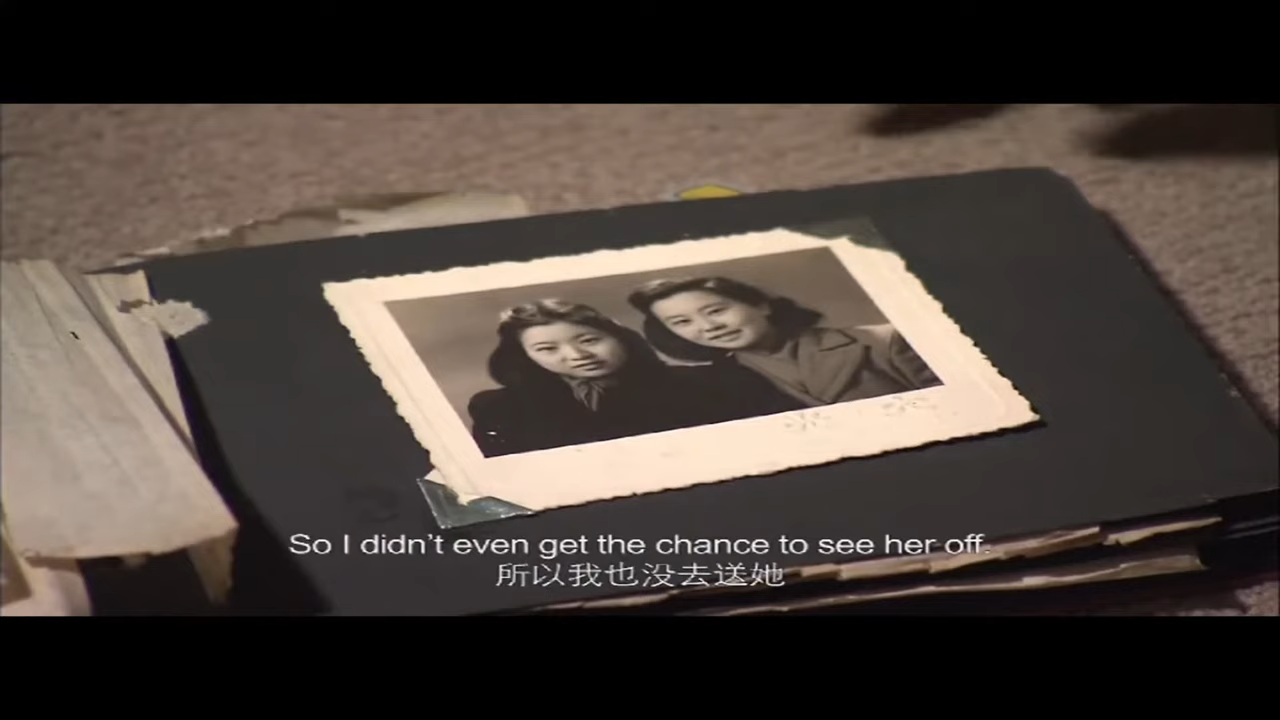 So I didn't even get the chance to see her off.
所以我也没去送她